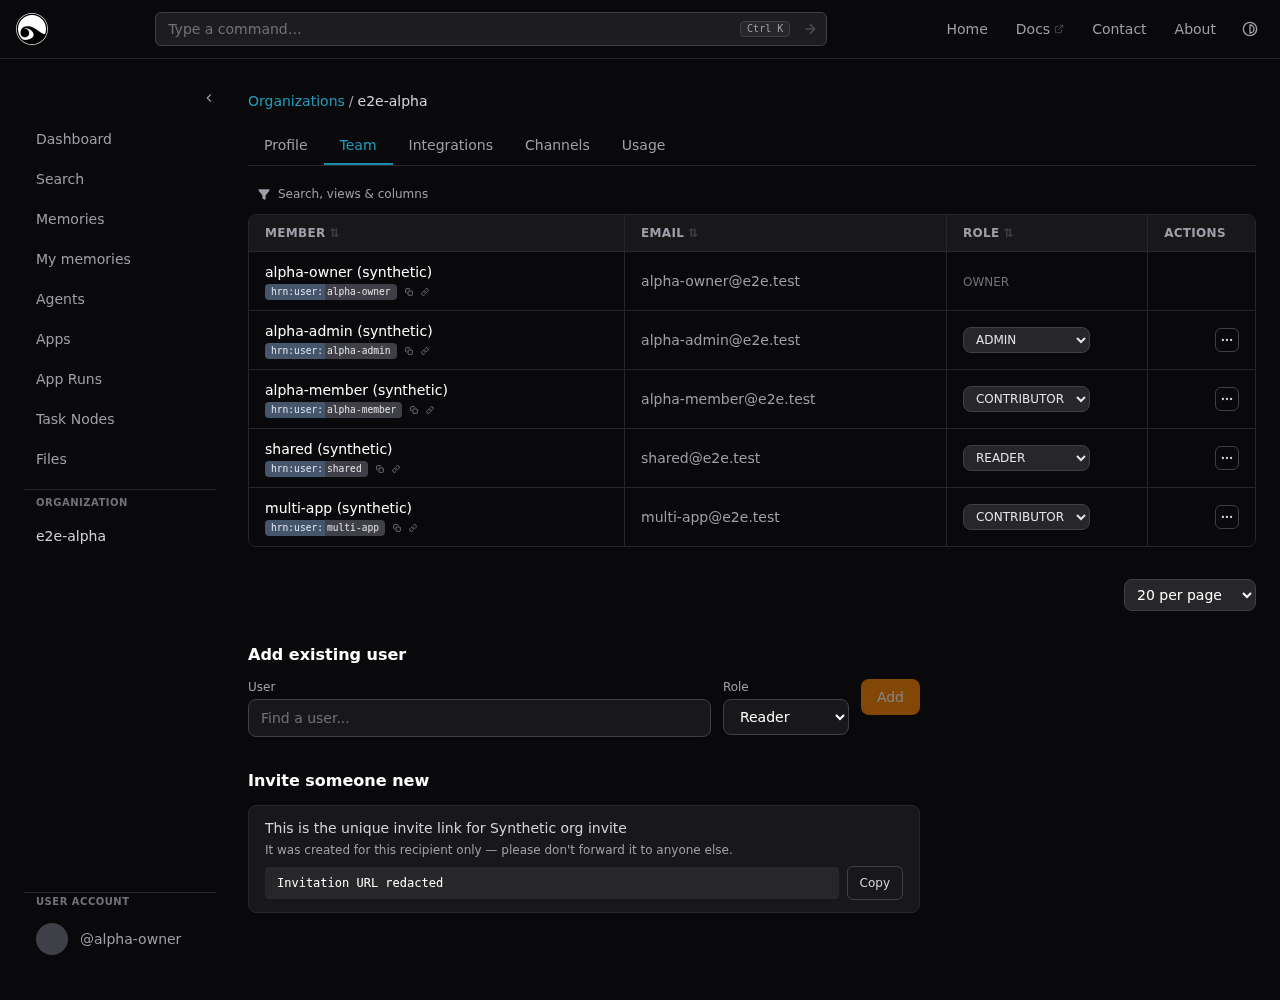 Type a command...
Ctrl K
Home
Docs
Contact
About
Dashboard
Search
Memories
My memories
Agents
Apps
App Runs
Task Nodes
Files
ORGANIZATION
e2e-alpha
USER ACCOUNT
@alpha-owner
Organizations / e2e-alpha
Profile
Team
Integrations
Channels
Usage
Search, views & columns
MEMBER
EMAIL
ROLE
ACTIONS
alpha-owner (synthetic)
hrn:user:alpha-owner
alpha-owner@e2e.test
OWNER
alpha-admin (synthetic)
hrn:user:alpha-admin
alpha-admin@e2e.test
ADMIN
alpha-member (synthetic)
hrn:user:alpha-member
alpha-member@e2e.test
CONTRIBUTOR
shared (synthetic)
hrn:user:shared
shared@e2e.test
READER
multi-app (synthetic)
hrn:user:multi-app
multi-app@e2e.test
CONTRIBUTOR
20 per page
Add existing user
User
Find a user...
Role
Reader
Add
Invite someone new
This is the unique invite link for Synthetic org invite
It was created for this recipient only — please don't forward it to anyone else.
Invitation URL redacted
Copy